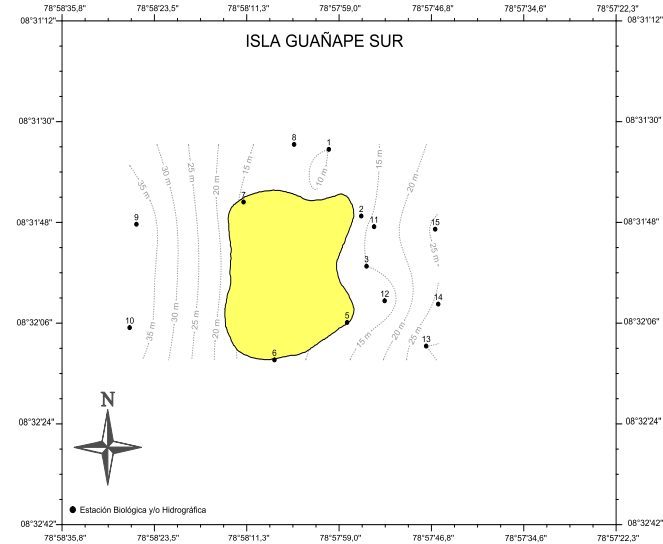 78°58'35,8" 78°58'23,5" 78°58'11,3" 78°57'59,0" 78°57'46,8" 78°57'34,6" 78°57'22,3"
08°31'12" 08°31'12"
ISLA GUAÑAPE SUR
08°31'30" 08°31'30"
8 1
35 m 30 m 25 m 20 m 15 m 10 m 15 m 20 m
7
9 2 11 15
08°31'48" 08°31'48"
25 m
3
12 14
10 5
08°32'06" 08°32'06"
35 m 30 m 25 m 20 m 15 m 20 m 25 m
13
6
N
08°32'24" 08°32'24"
Estación Biológica y/o Hidrográfica
08°32'42" 08°32'42"
78°58'35,8" 78°58'23,5" 78°58'11,3" 78°57'59,0" 78°57'46,8" 78°57'34,6" 78°57'22,3"